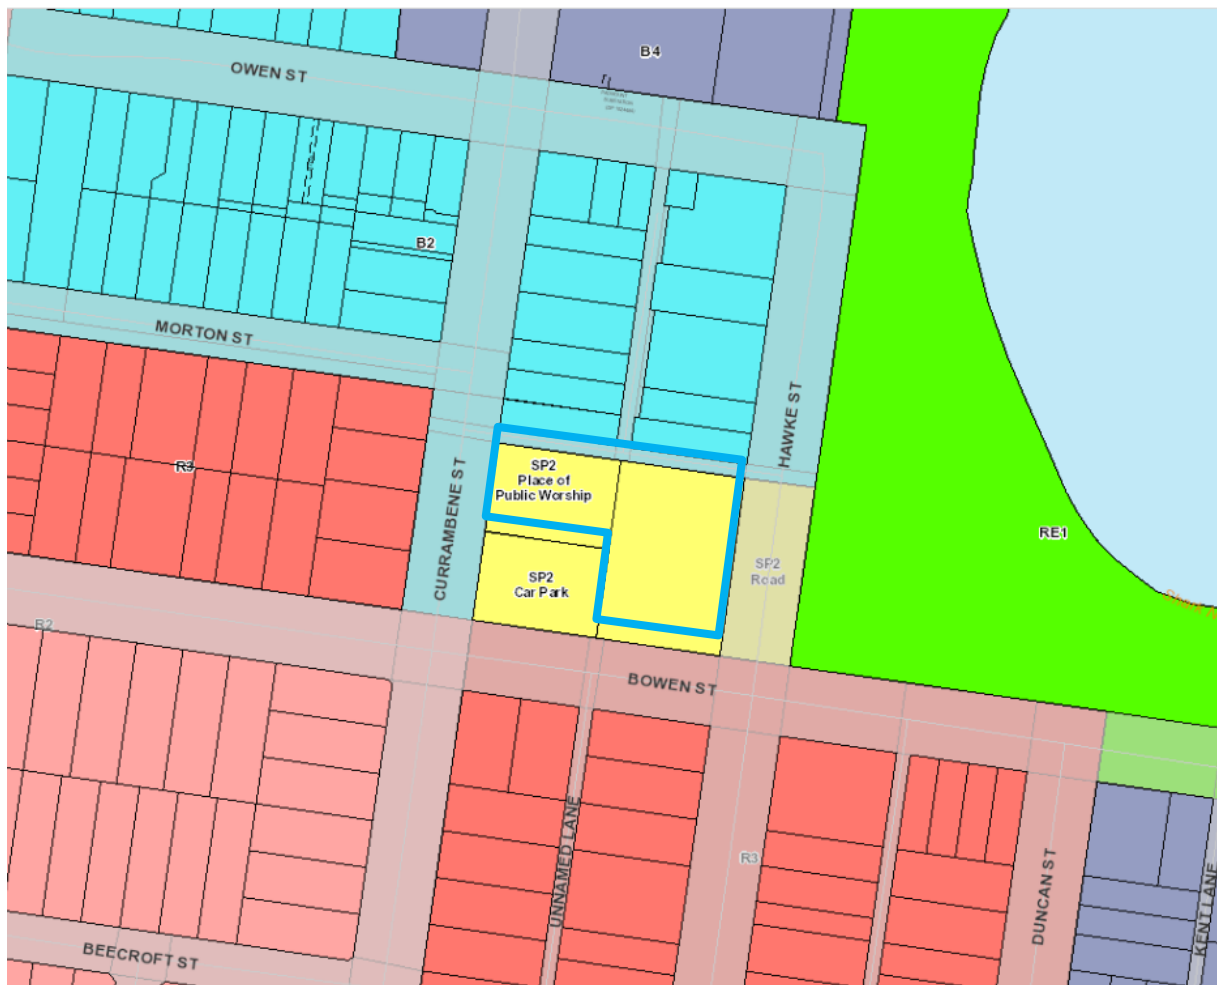 B4
OWEN ST
B2
MORTON ST
HAWKE ST
SP2
Place of
Public Worship
R3
CURRAMBENE ST
RE1
SP2
Road
SP2
Car Park
R2
BOWEN ST
UNNAMED LANE
R3
DUNCAN ST
KENT LANE
BEECROFT ST